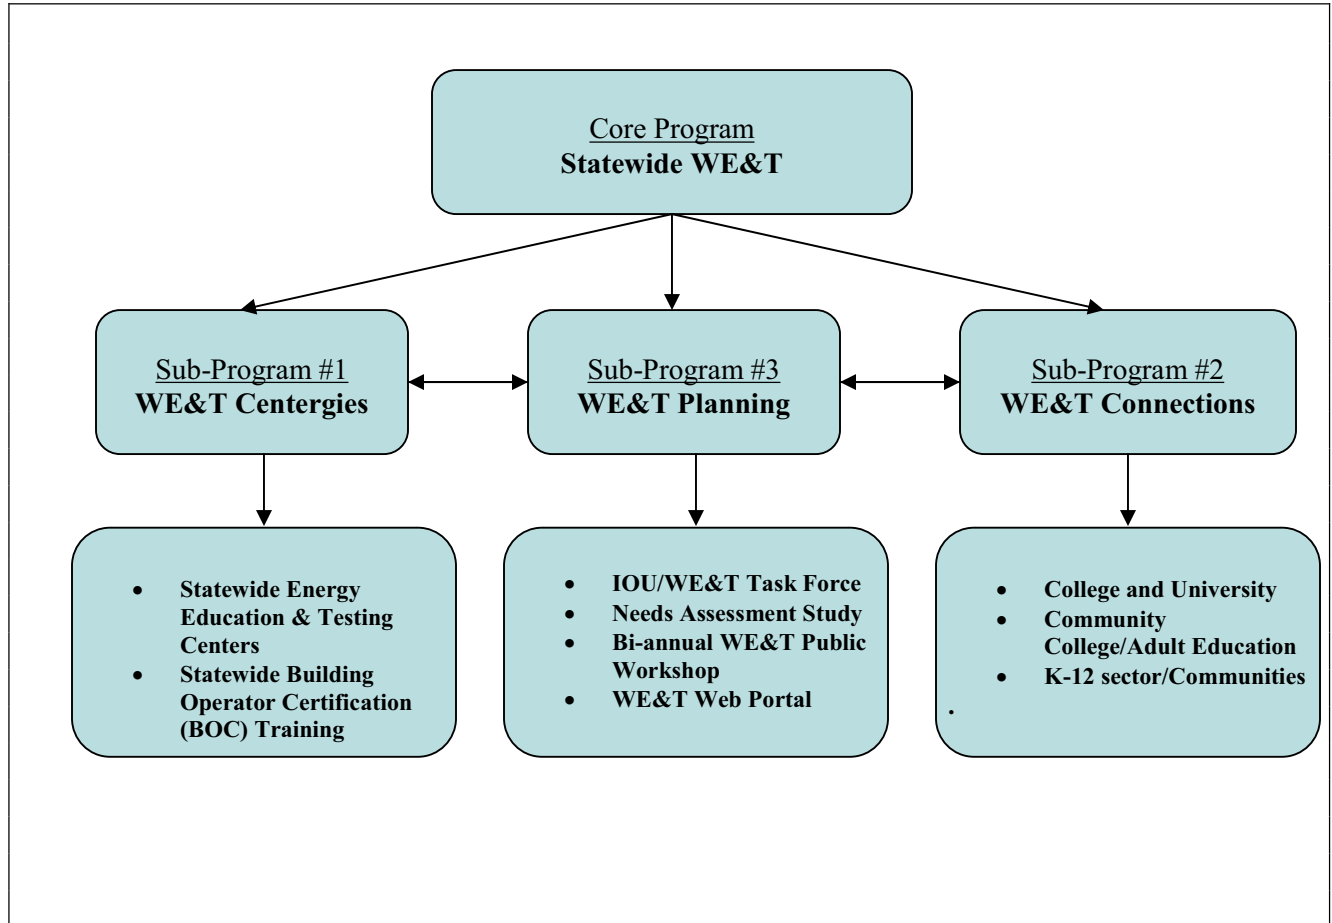 Core Program
Statewide WE&T
Sub-Program #1
WE&T Centergies
Sub-Program #3
WE&T Planning
Sub-Program #2
WE&T Connections
• Statewide Energy
Education & Testing
Centers
• Statewide Building
Operator Certification
(BOC) Training
• IOU/WE&T Task Force
• Needs Assessment Study
• Bi-annual WE&T Public
Workshop
• WE&T Web Portal
• College and University
• Community
College/Adult Education
• K-12 sector/Communities
.